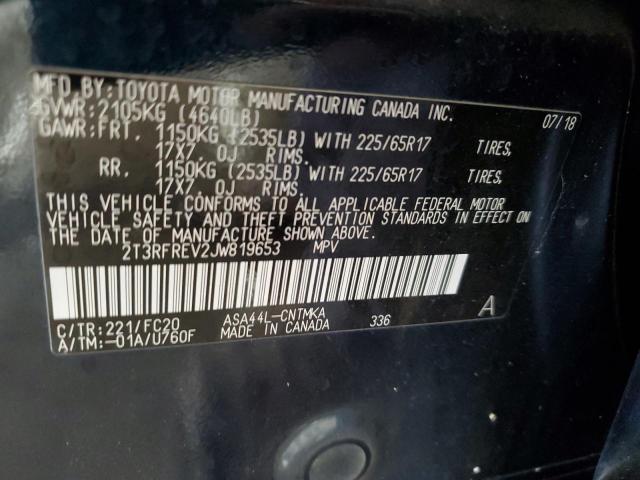 MFD BY: TOYOTA MOTOR MANUFACTURING CANADA INC. 07/18
GVWR: 2105KG (4640LB)
GAWR: FRT, 1150KG (2535LB) WITH 225/65R17 TIRES,
17X7.0J RIMS.
RR, 1150KG (2535LB) WITH 225/65R17 TIRES,
17X7.0J RIMS.
THIS VEHICLE CONFORMS TO ALL APPLICABLE FEDERAL MOTOR
VEHICLE SAFETY AND THEFT PREVENTION STANDARDS IN EFFECT ON
THE DATE OF MANUFACTURE SHOWN ABOVE.
2T3RFREV2JW819653 MPV
C/TR: 221/FC20 ASA44L-CNTMKA 336 A
A/TM: -01A/U760F MADE IN CANADA